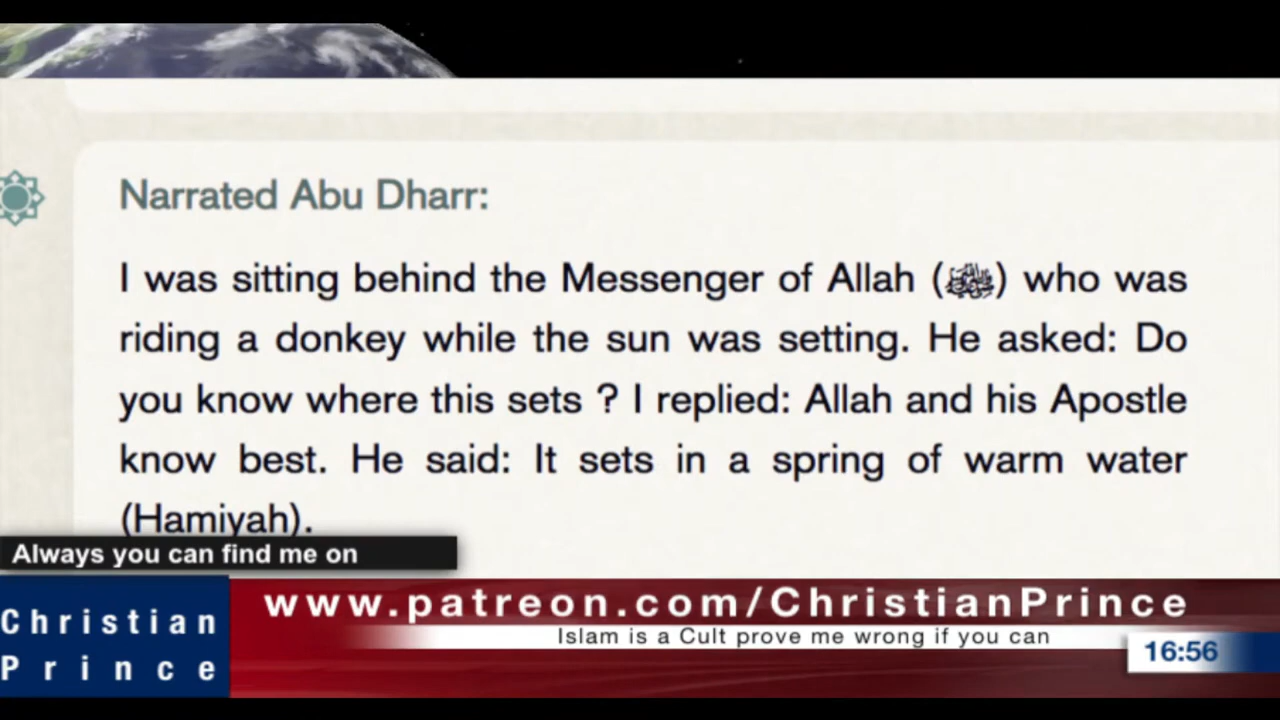 Narrated Abu Dharr:
I was sitting behind the Messenger of Allah (ﷺ) who was
riding a donkey while the sun was setting. He asked: Do
you know where this sets ? I replied: Allah and his Apostle
know best. He said: It sets in a spring of warm water
(Hamiyah).
Always you can find me on
Christian
Prince
www.patreon.com/ChristianPrince
Islam is a Cult prove me wrong if you can
16:56